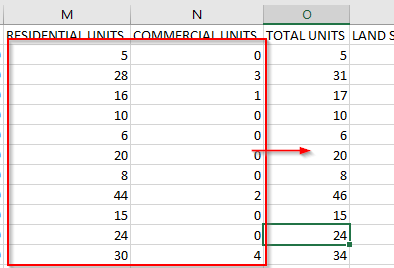 M N O
RESIDENTIAL UNITS COMMERCIAL UNITS TOTAL UNITS LAND S
5 0 5
28 3 31
16 1 17
10 0 10
6 0 6
20 0 20
8 0 8
44 2 46
15 0 15
24 0 24
30 4 34